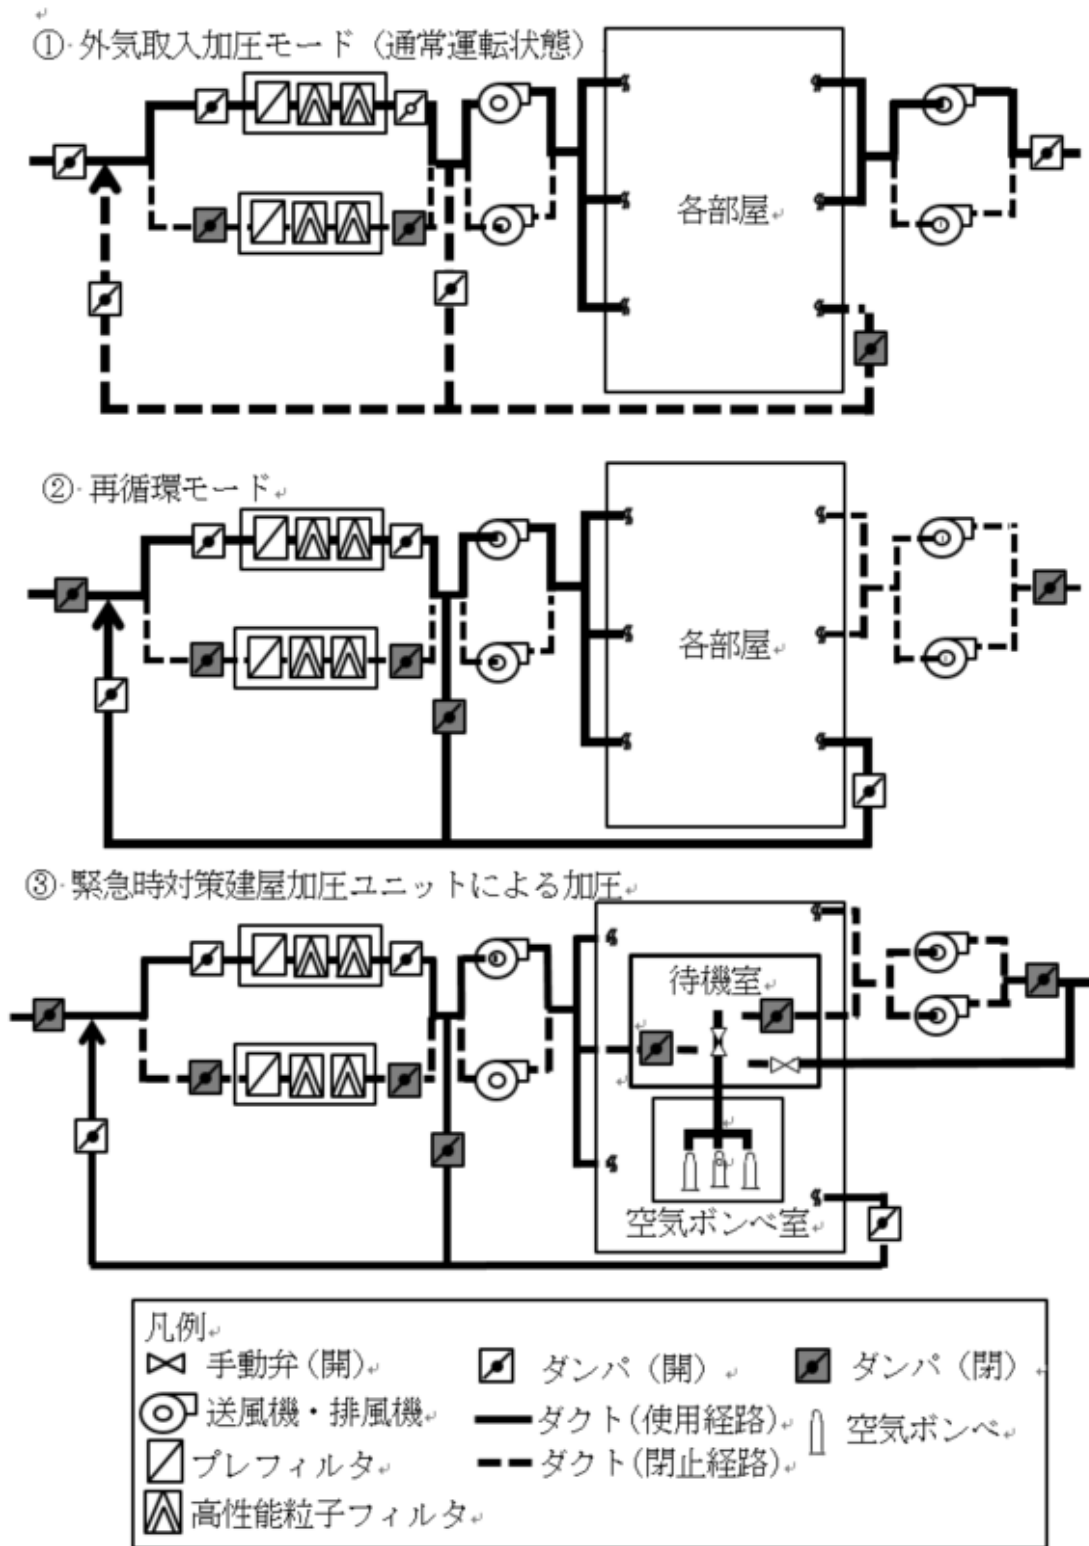 ①・外気取入加圧モード（通常運転状態）
各部屋
②・再循環モード
各部屋
③・緊急時対策建屋加圧ユニットによる加圧
待機室
空気ボンベ室
凡例
手動弁(開)
ダンパ（開）
ダンパ（閉）
送風機・排風機
ダクト(使用経路)
空気ボンベ
プレフィルタ
ダクト(閉止経路)
高性能粒子フィルタ